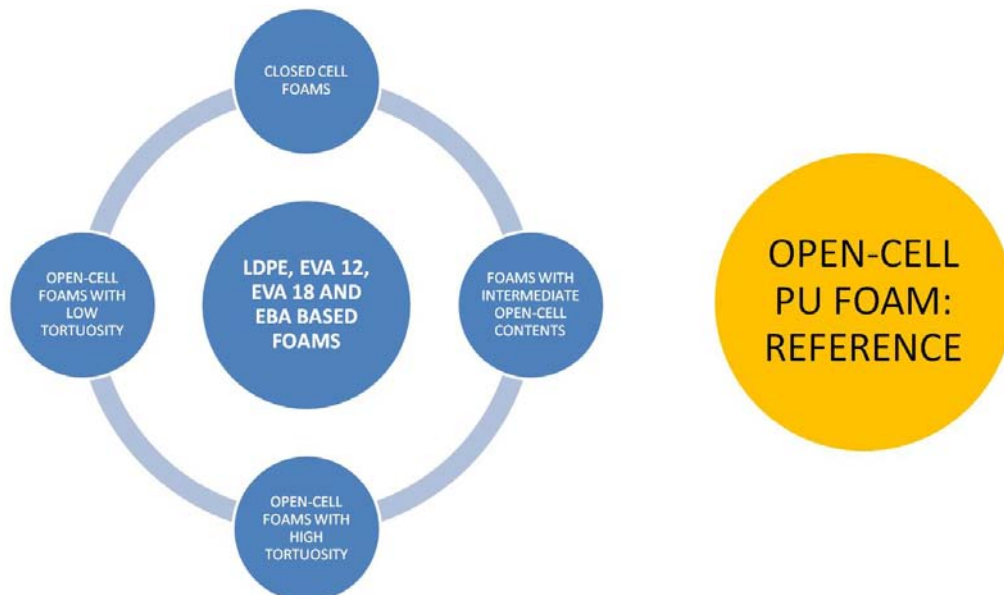 CLOSED CELL
FOAMS
OPEN-CELL
FOAMS WITH
LOW
TORTUOSITY
LDPE, EVA 12,
EVA 18 AND
EBA BASED
FOAMS
FOAMS WITH
INTERMEDIATE
OPEN-CELL
CONTENTS
OPEN-CELL
FOAMS WITH
HIGH
TORTUOSITY
OPEN-CELL
PU FOAM:
REFERENCE